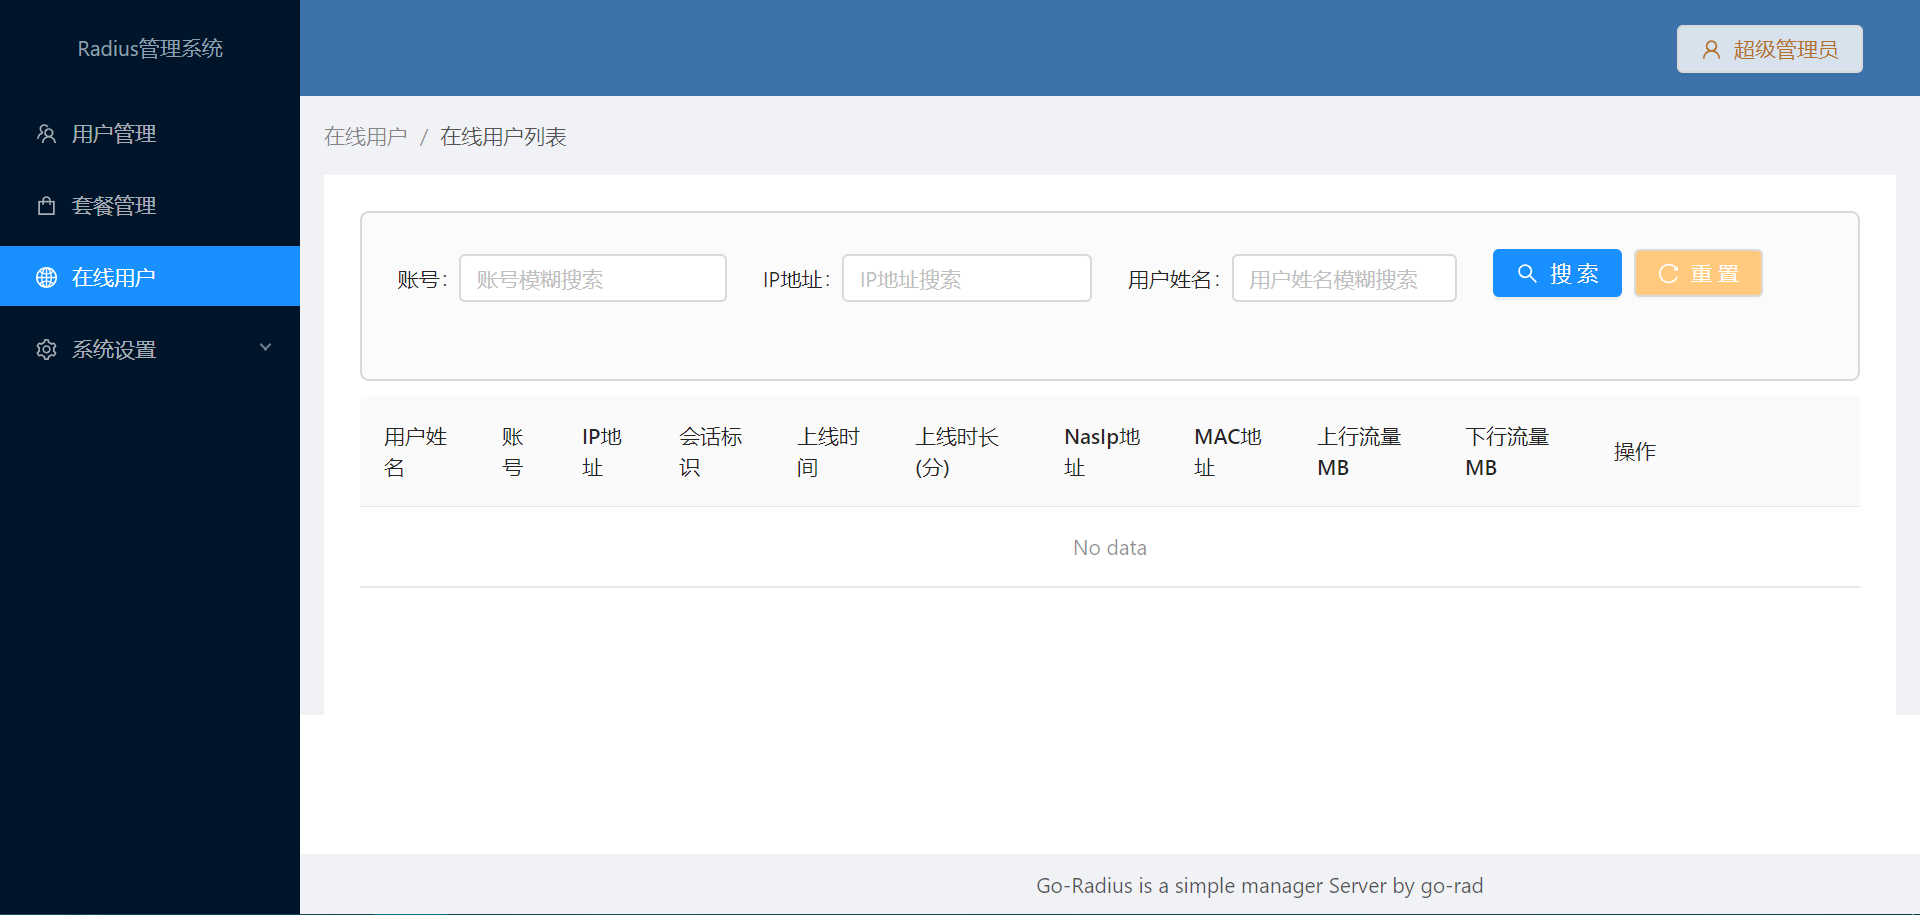 Radius管理系统
超级管理员
用户管理
套餐管理
在线用户
系统设置
在线用户 / 在线用户列表
账号: 账号模糊搜索 IP地址: IP地址搜索 用户姓名: 用户姓名模糊搜索 搜 索 重 置
用户姓名 账号 IP地址 会话标识 上线时间 上线时长(分) NasIp地址 MAC地址 上行流量MB 下行流量MB 操作
No data
Go-Radius is a simple manager Server by go-rad